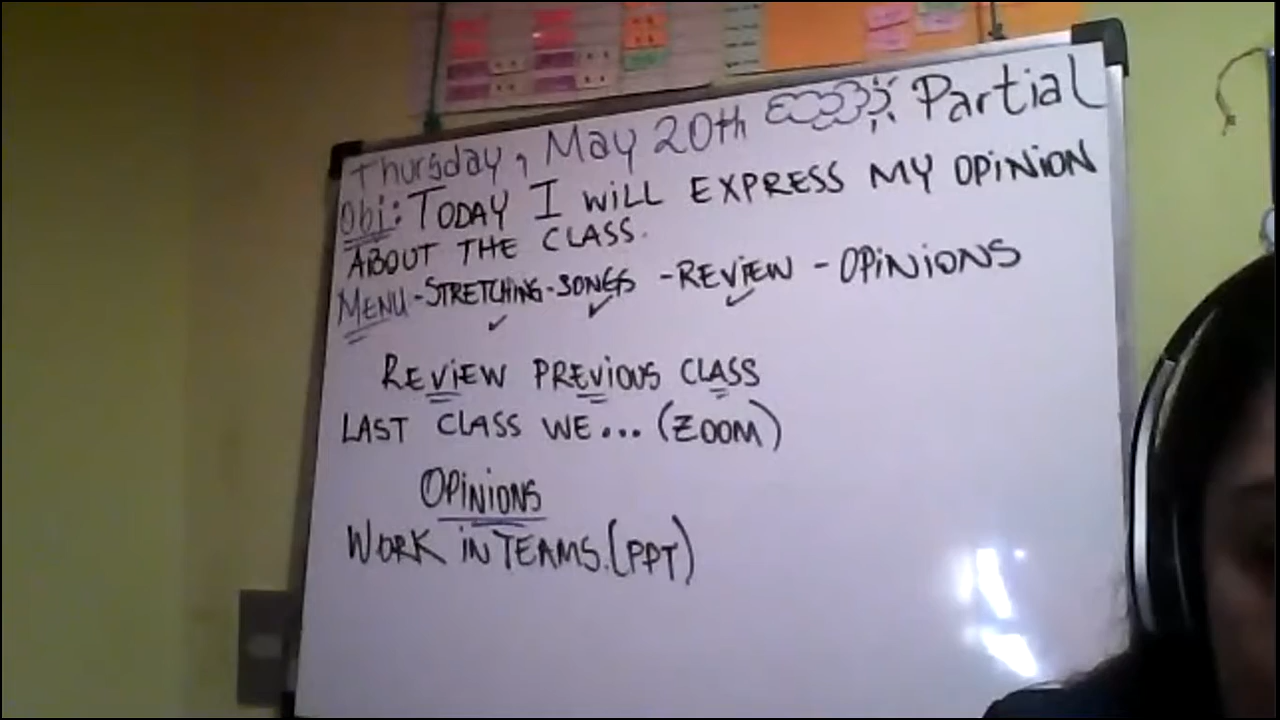 Thursday, May 20th Partial
Obj: TODAY I WILL EXPRESS MY OPINION
ABOUT THE CLASS.
MENU - STRETCHING - SONGS - REVIEW - OPINIONS
REVIEW PREVIOUS CLASS
LAST CLASS WE... (ZOOM)
OPINIONS
WORK IN TEAMS. (PPT)